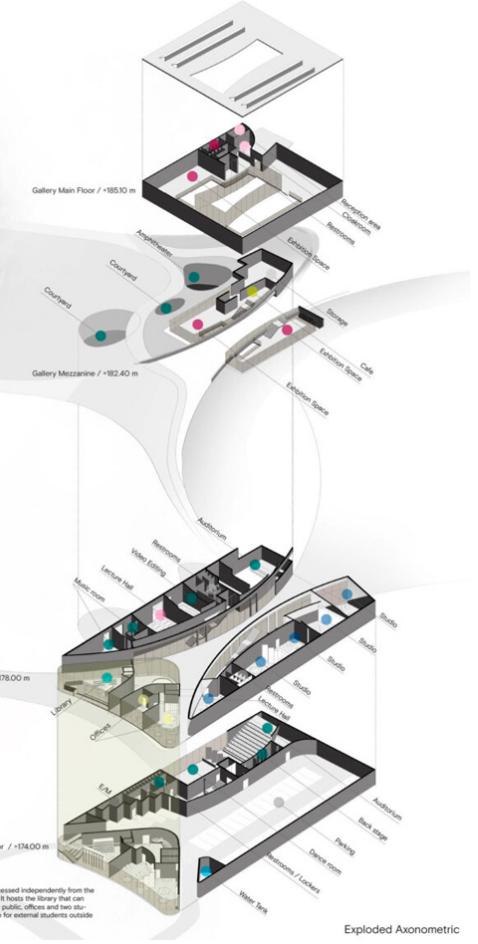 Gallery Main Floor / +185.10 m
Reception area
Cloakroom
Restrooms
Exhibition Space
Amphitheater
Courtyard
Courtyard
Storage
Cafe
Exhibition Space
Exhibition Space
Gallery Mezzanine / +182.40 m
Auditorium
Restrooms
Video Editing
Lecture Hall
Music room
Studio
Studio
Studio
Studio
Restrooms
Lecture Hall
178.00 m
Library
Offices
E/M
Auditorium
Back stage
Parking
Dance room
Restrooms / Lockers
Water Tank
or / +174.00 m
essed independently from the
It hosts the library that can
public, offices and two stu-
e for external students outside
Exploded Axonometric